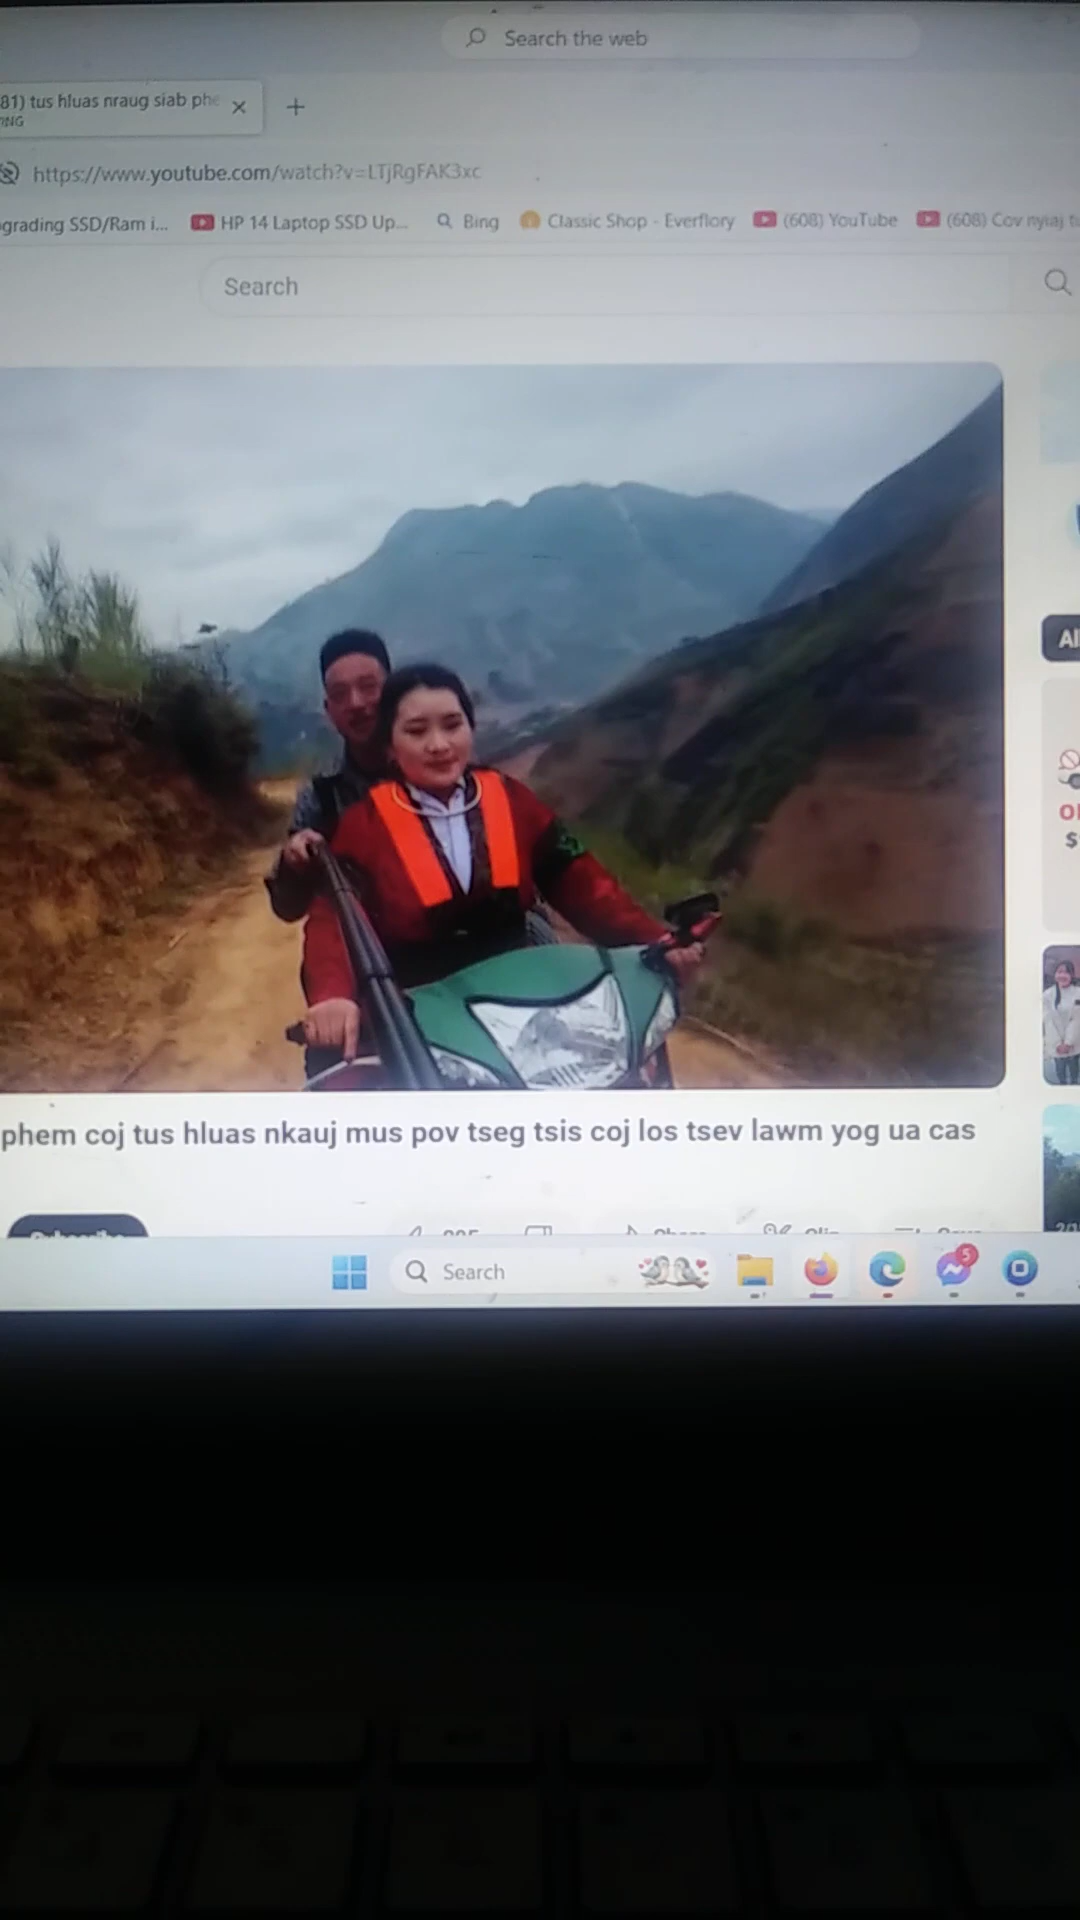 Search the web
81) tus hluas nraug siab phe
https://www.youtube.com/watch?v=LTjRgFAK3xc
grading SSD/Ram i... HP 14 Laptop SSD Up... Bing Classic Shop - Everflory (608) YouTube (608) Cov nyiaj
Search
Al
$
phem coj tus hluas nkauj mus pov tseg tsis coj los tsev lawm yog ua cas
Search
5